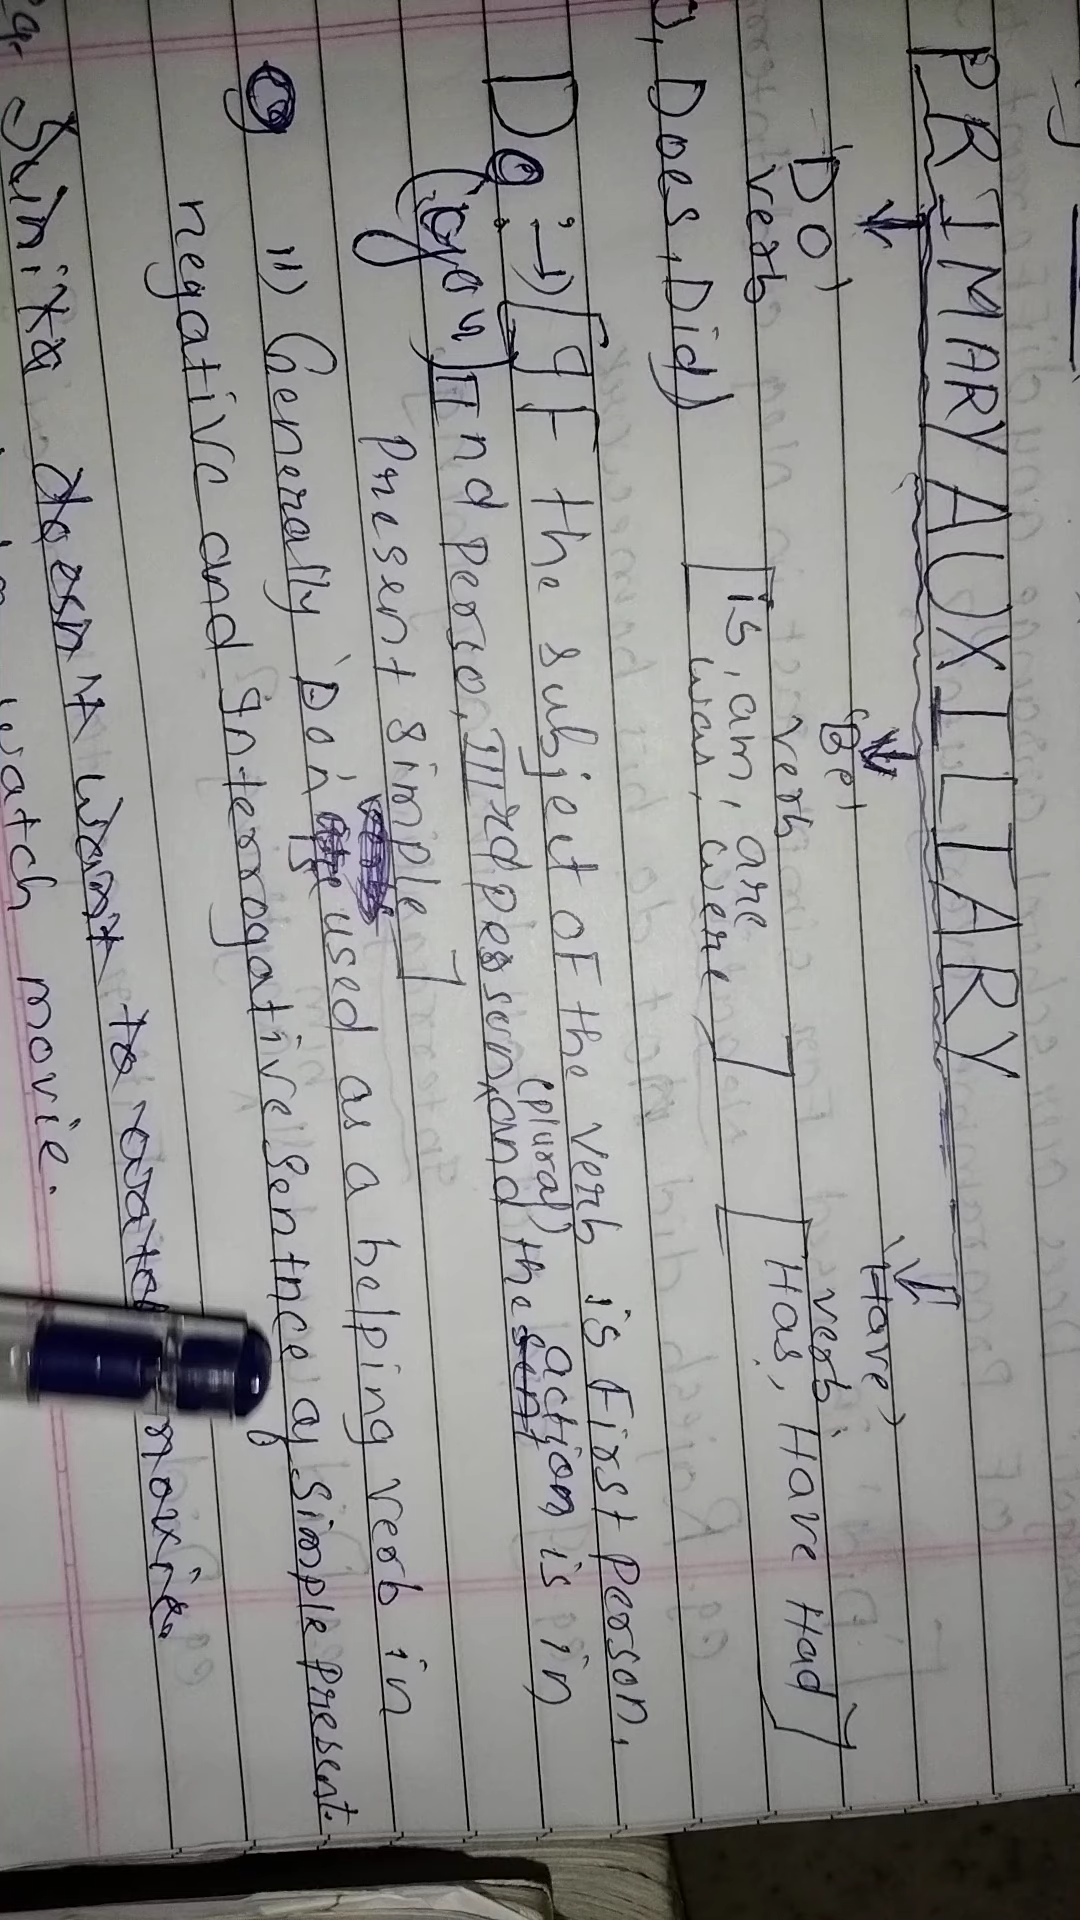 PRIMARY AUXILIARY
'Do' verb 'Be' verb 'Have' verb
Does, Did) [is, am, are [Has, Have Had]
was, were]
Do :- i) [IF the subject of the verb is First Person,
(you) IInd Person, IIIrd person, (plural) and the action is in
Present simple]
ii) Generally 'Do' is used as a helping verb in
negative and Interrogative Sentnce of simple Present.
eg. Sunita doesn't want to watch movie.
watch movie.